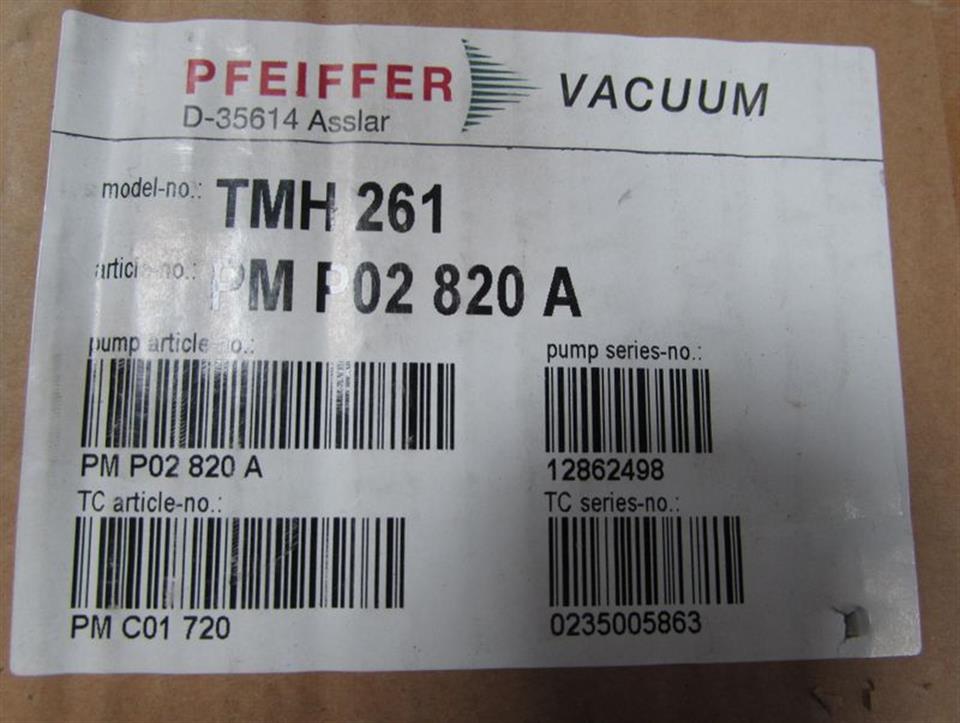 PFEIFFER VACUUM
D-35614 Asslar
model-no.: TMH 261
article-no.: PM P02 820 A
pump article-no.:
PM P02 820 A
pump series-no.:
12862498
TC article-no.:
PM C01 720
TC series-no.:
0235005863